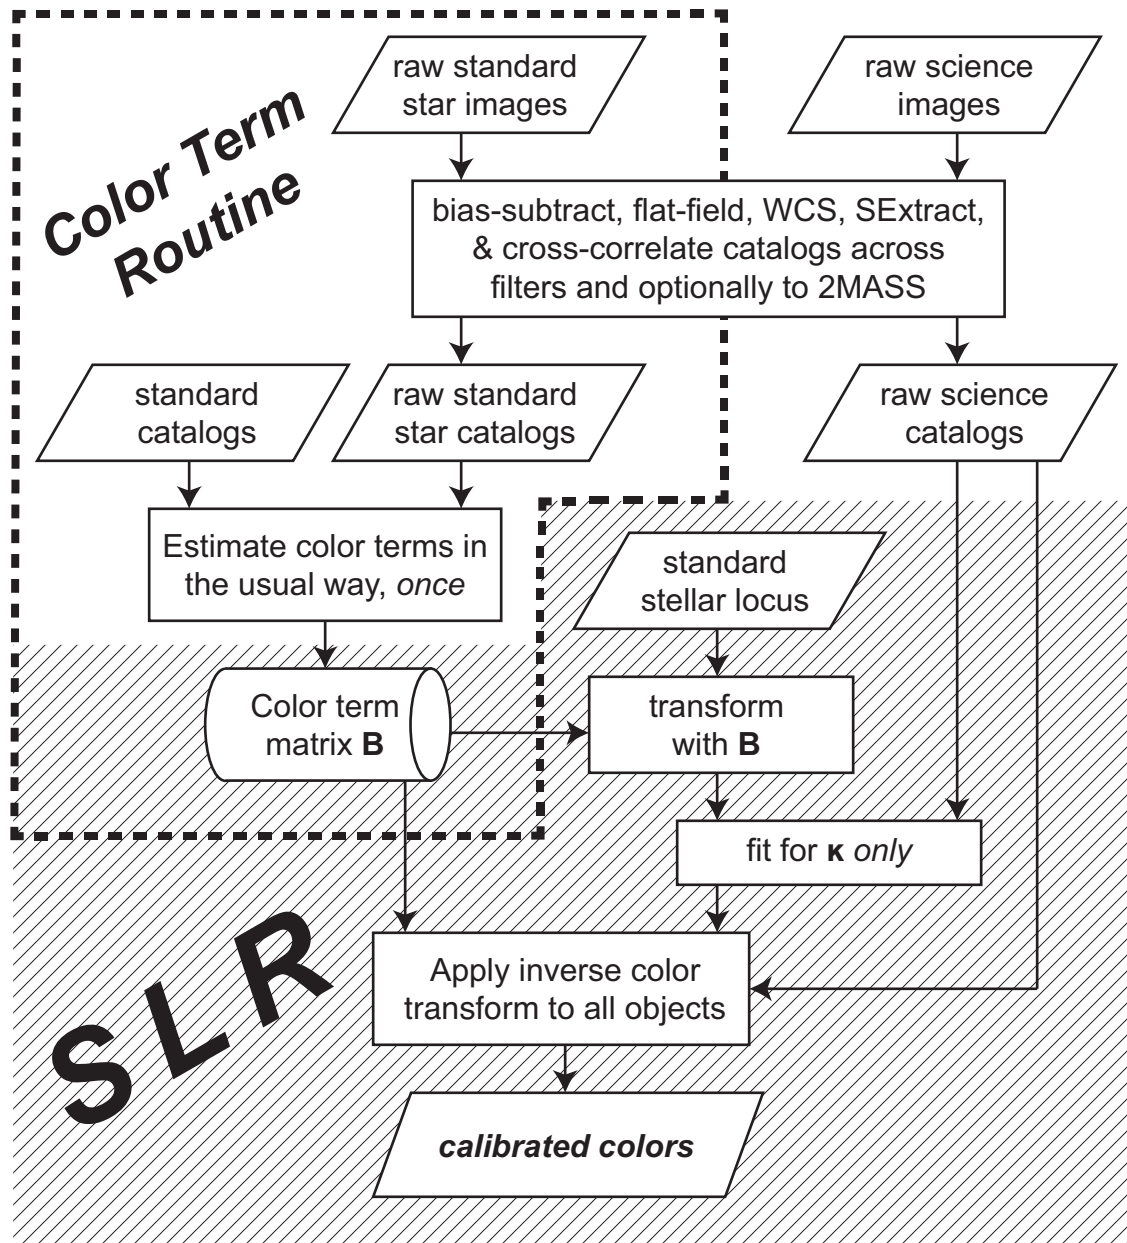 Color Term
Routine
raw standard
star images
raw science
images
bias-subtract, flat-field, WCS, SExtract,
& cross-correlate catalogs across
filters and optionally to 2MASS
standard
catalogs
raw standard
star catalogs
raw science
catalogs
Estimate color terms in
the usual way, once
standard
stellar locus
Color term
matrix B
transform
with B
fit for κ only
SLR
Apply inverse color
transform to all objects
calibrated colors